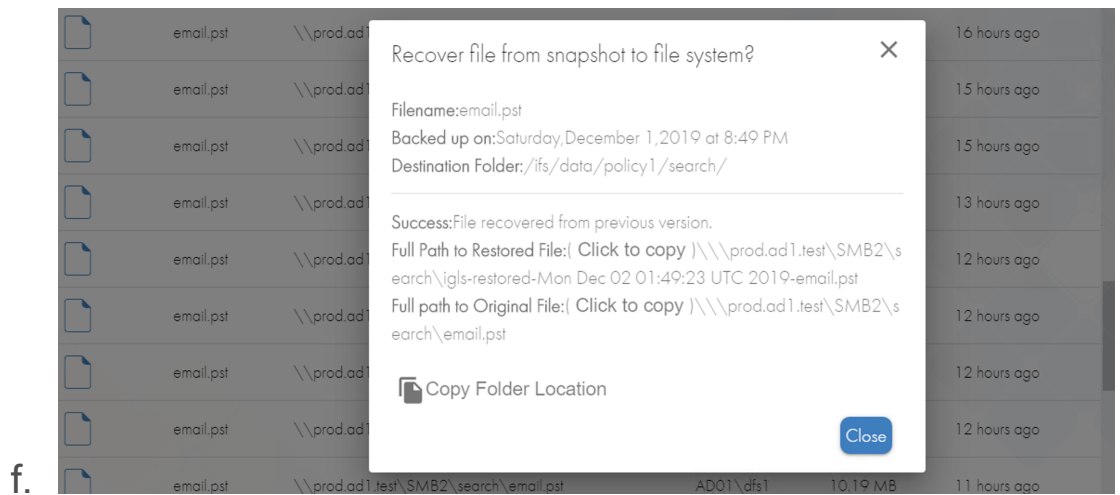 email.pst \\prod.ad1 16 hours ago
Recover file from snapshot to file system?
email.pst \\prod.ad1 15 hours ago
Filename:email.pst
Backed up on:Saturday,December 1,2019 at 8:49 PM
email.pst \\prod.ad1 15 hours ago
Destination Folder:/ifs/data/policy1/search/
email.pst \\prod.ad1 13 hours ago
Success:File recovered from previous version.
Full Path to Restored File:( Click to copy )\\\prod.ad1.test\SMB2\s
email.pst \\prod.ad1 12 hours ago
earch\igls-restored-Mon Dec 02 01:49:23 UTC 2019-email.pst
Full path to Original File:( Click to copy )\\\prod.ad1.test\SMB2\s
email.pst \\prod.ad1 12 hours ago
earch\email.pst
email.pst \\prod.ad1 12 hours ago
Copy Folder Location
email.pst \\prod.ad1 12 hours ago
Close
f.
email.pst \\prod.ad1.test\SMB2\search\email.pst AD01\dfs1 10.19 MB 11 hours ago